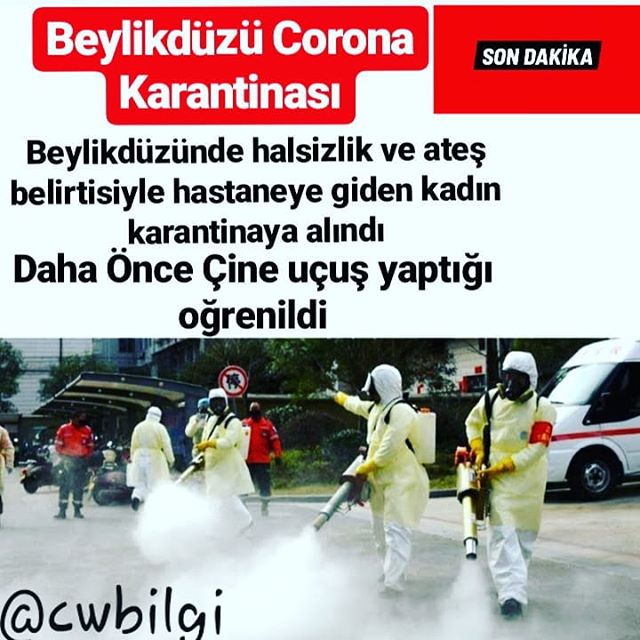 Beylikdüzü Corona
Karantinası
SON DAKİKA
Beylikdüzünde halsizlik ve ateş
belirtisiyle hastaneye giden kadın
karantinaya alındı
Daha Önce Çine uçuş yaptığı
oğrenildi
@cwbilgi